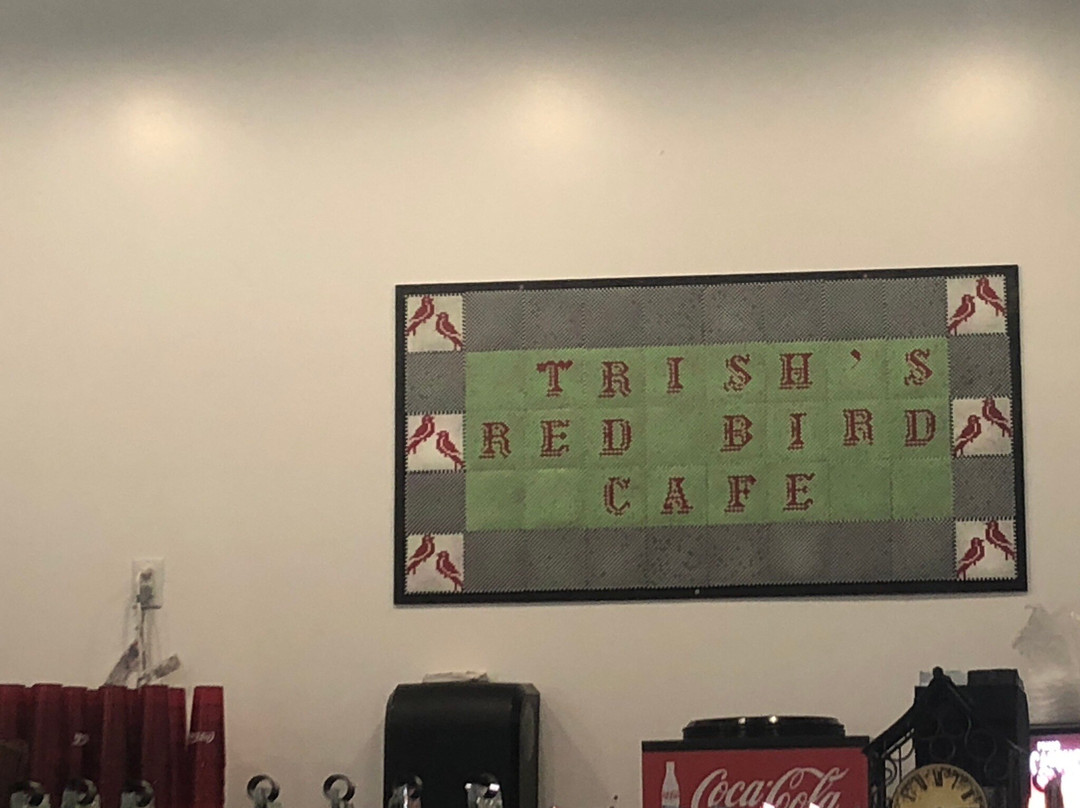 TRISH'S
RED BIRD
CAFE
Coca-Cola